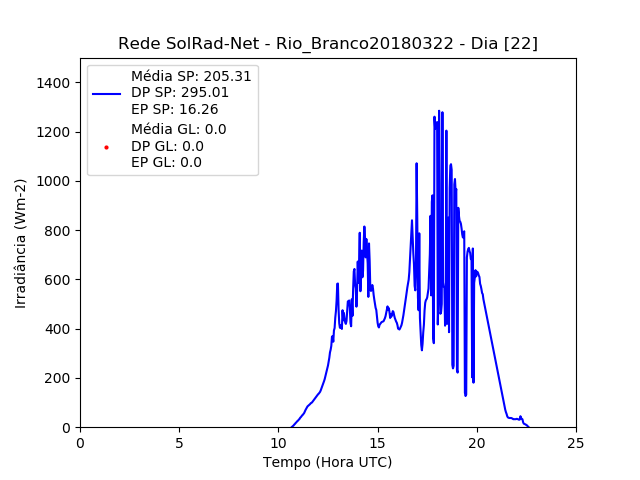 Rede SolRad-Net - Rio_Branco20180322 - Dia [22]
Média SP: 205.31
DP SP: 295.01
EP SP: 16.26
Média GL: 0.0
DP GL: 0.0
EP GL: 0.0
Irradiância (Wm-2)
1400
1200
1000
800
600
400
200
0
0 5 10 15 20 25
Tempo (Hora UTC)